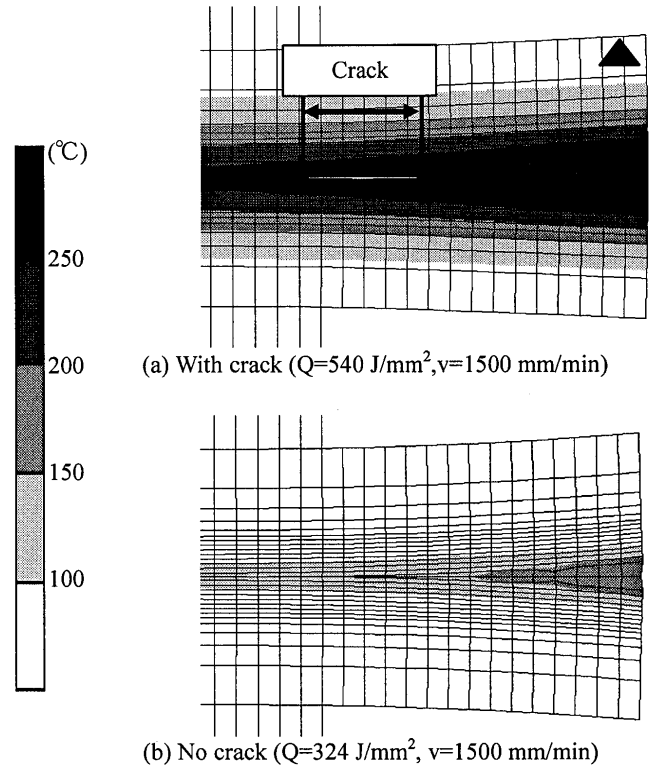 Crack
(℃)
250
200
150
100
(a) With crack (Q=540 J/mm²,v=1500 mm/min)
(b) No crack (Q=324 J/mm², v=1500 mm/min)